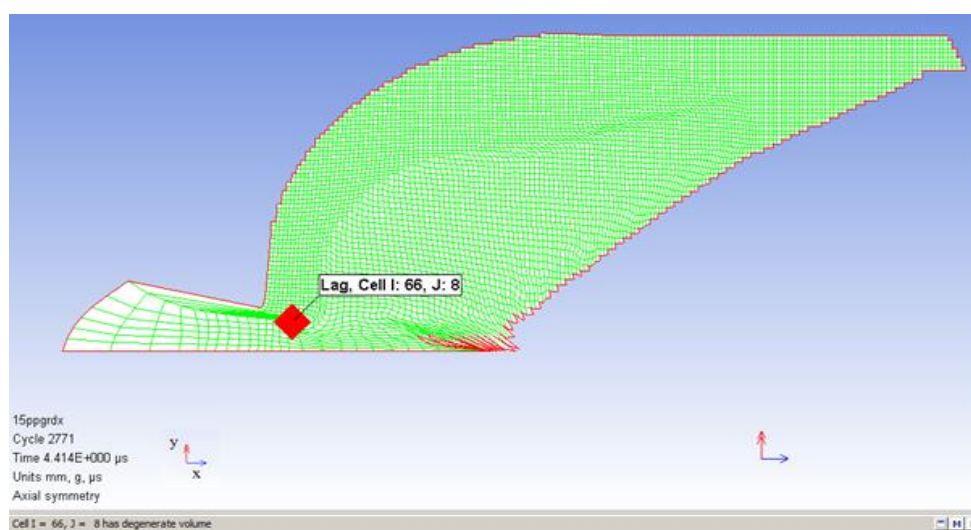 Lag, Cell I: 66, J: 8
15ppgrdx
Cycle 2771
Time 4.414E+000 µs
Units mm, g, µs
Axial symmetry
y
x
Cell I = 66, J = 8 has degenerate volume